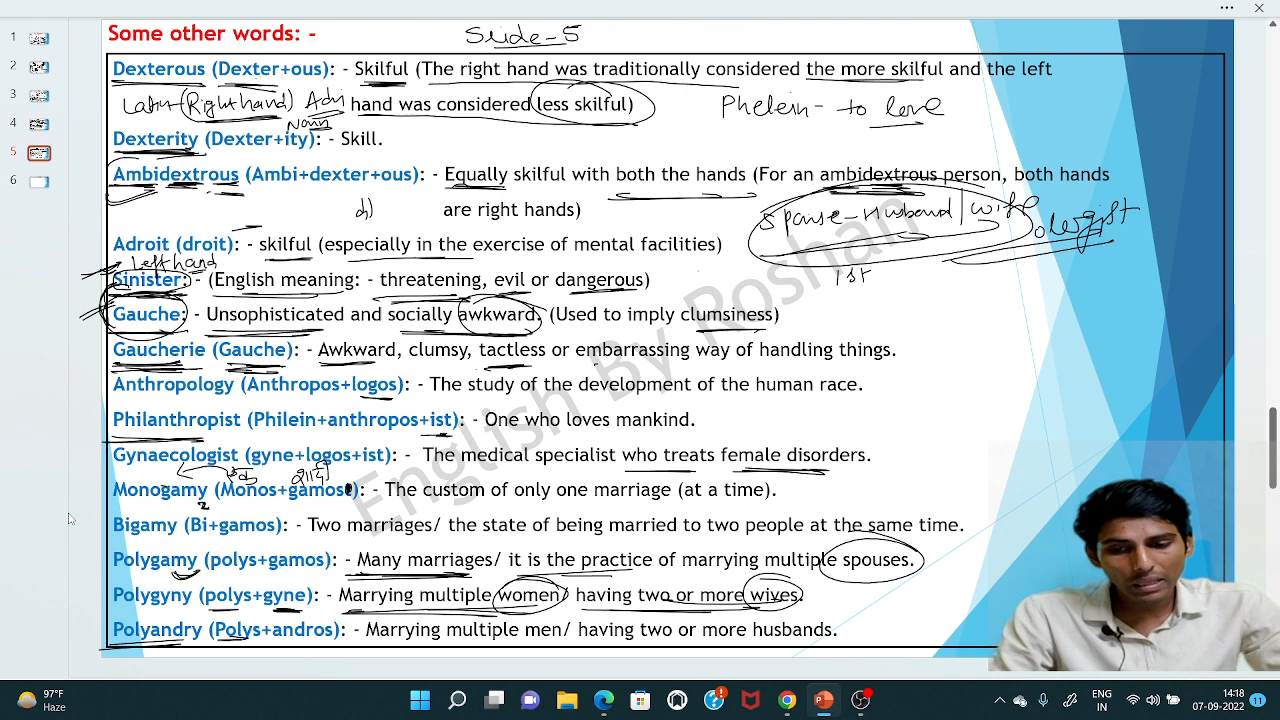 Some other words: - Slide-5
1
2
3
4
5
6
Dexterous (Dexter+ous): - Skilful (The right hand was traditionally considered the more skilful and the left
Latin (Right hand) Adj hand was considered less skilful) Phelein - to love
Noun
Dexterity (Dexter+ity): - Skill.
Ambidextrous (Ambi+dexter+ous): - Equally skilful with both the hands (For an ambidextrous person, both hands
are right hands)
Spouse - Husband | wife
ologist
Adroit (droit): - skilful (especially in the exercise of mental facilities)
Left hand
ist
Sinister: - (English meaning: - threatening, evil or dangerous)
Gauche: - Unsophisticated and socially awkward. (Used to imply clumsiness)
Gaucherie (Gauche): - Awkward, clumsy, tactless or embarrassing way of handling things.
Anthropology (Anthropos+logos): - The study of the development of the human race.
Philanthropist (Philein+anthropos+ist): - One who loves mankind.
Gynaecologist (gyne+logos+ist): - The medical specialist who treats female disorders.
Monogamy (Monos+gamos): - The custom of only one marriage (at a time).
Bigamy (Bi+gamos): - Two marriages/ the state of being married to two people at the same time.
Polygamy (polys+gamos): - Many marriages/ it is the practice of marrying multiple spouses.
Polygyny (polys+gyne): - Marrying multiple women/ having two or more wives.
Polyandry (Polys+andros): - Marrying multiple men/ having two or more husbands.
English By Roshan
97°F
Haze
ENG
IN
14:18
07-09-2022